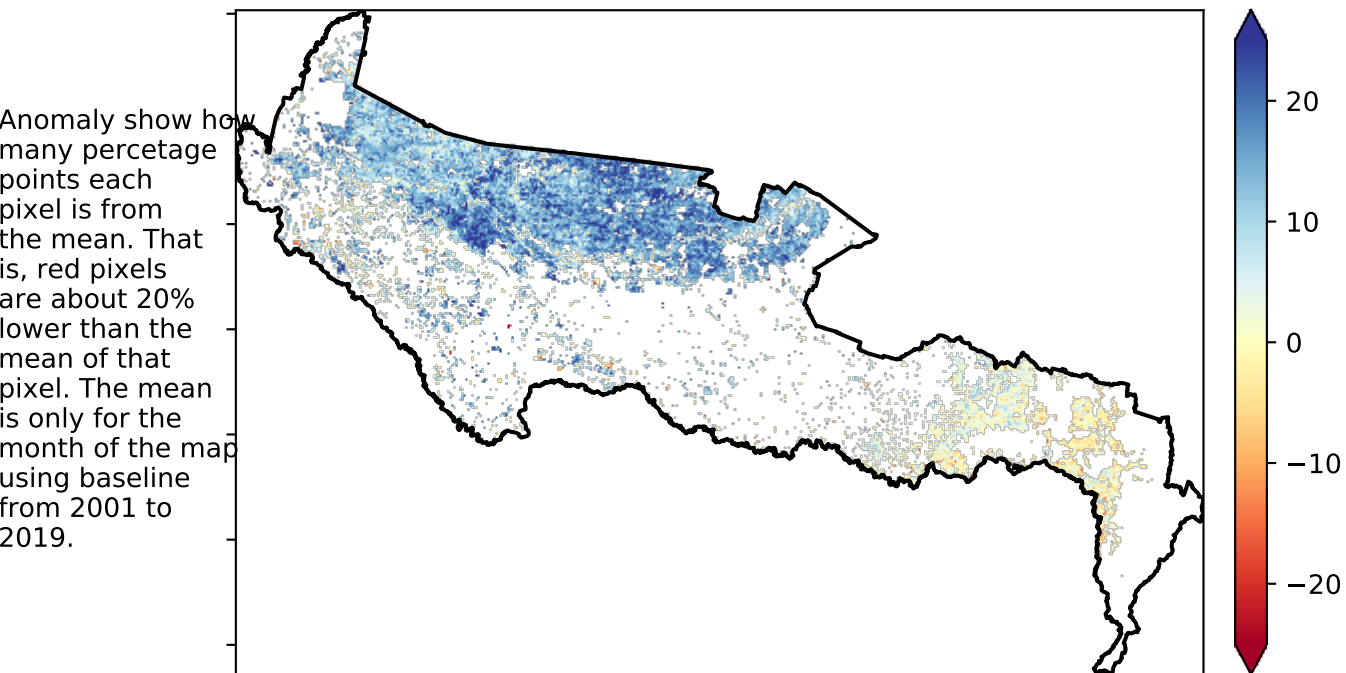 Anomaly show how
many percetage
points each
pixel is from
the mean. That
is, red pixels
are about 20%
lower than the
mean of that
pixel. The mean
is only for the
month of the map
using baseline
from 2001 to
2019.
20
10
0
−10
−20